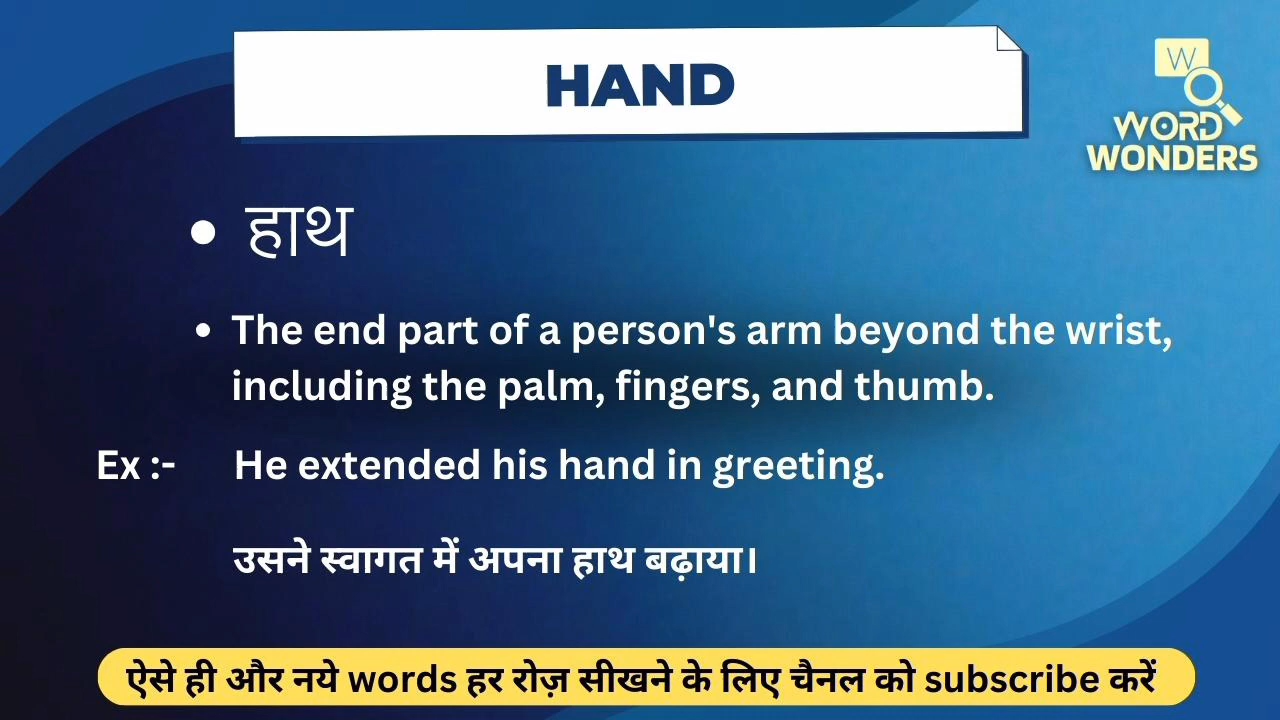 HAND
W
WORD
WONDERS
• हाथ
• The end part of a person's arm beyond the wrist,
including the palm, fingers, and thumb.
Ex :- He extended his hand in greeting.
उसने स्वागत में अपना हाथ बढ़ाया।
ऐसे ही और नये words हर रोज़ सीखने के लिए चैनल को subscribe करें